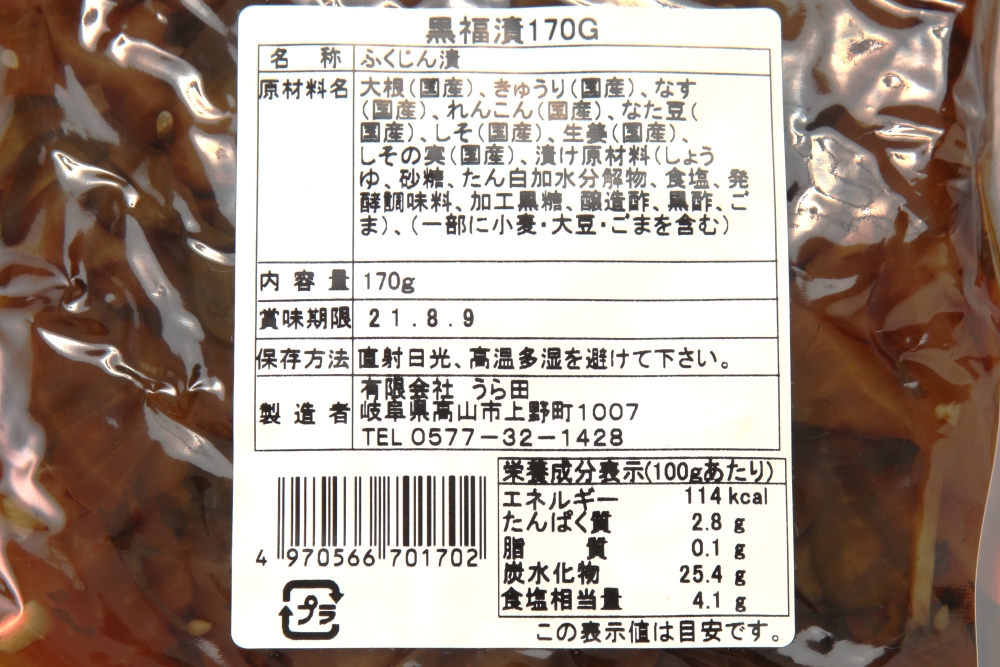 黒福漬170G
名称 ふくじん漬
原材料名 大根(国産)、きゅうり(国産)、なす
(国産)、れんこん(国産)、なた豆(
国産)、しそ(国産)、生姜(国産)、
しその実(国産)、漬け原材料(しょう
ゆ、砂糖、たん白加水分解物、食塩、発
酵調味料、加工黒糖、醸造酢、黒酢、ご
ま)、(一部に小麦・大豆・ごまを含む)
内容量 170g
賞味期限 21.8.9
保存方法 直射日光、高温多湿を避けて下さい。
製造者 有限会社 うら田
岐阜県高山市上野町1007
TEL 0577-32-1428
栄養成分表示(100gあたり)
エネルギー 114kcal
たんぱく質 2.8 g
脂質 0.1 g
炭水化物 25.4 g
食塩相当量 4.1 g
この表示値は目安です。
4 970566 701702
プラ